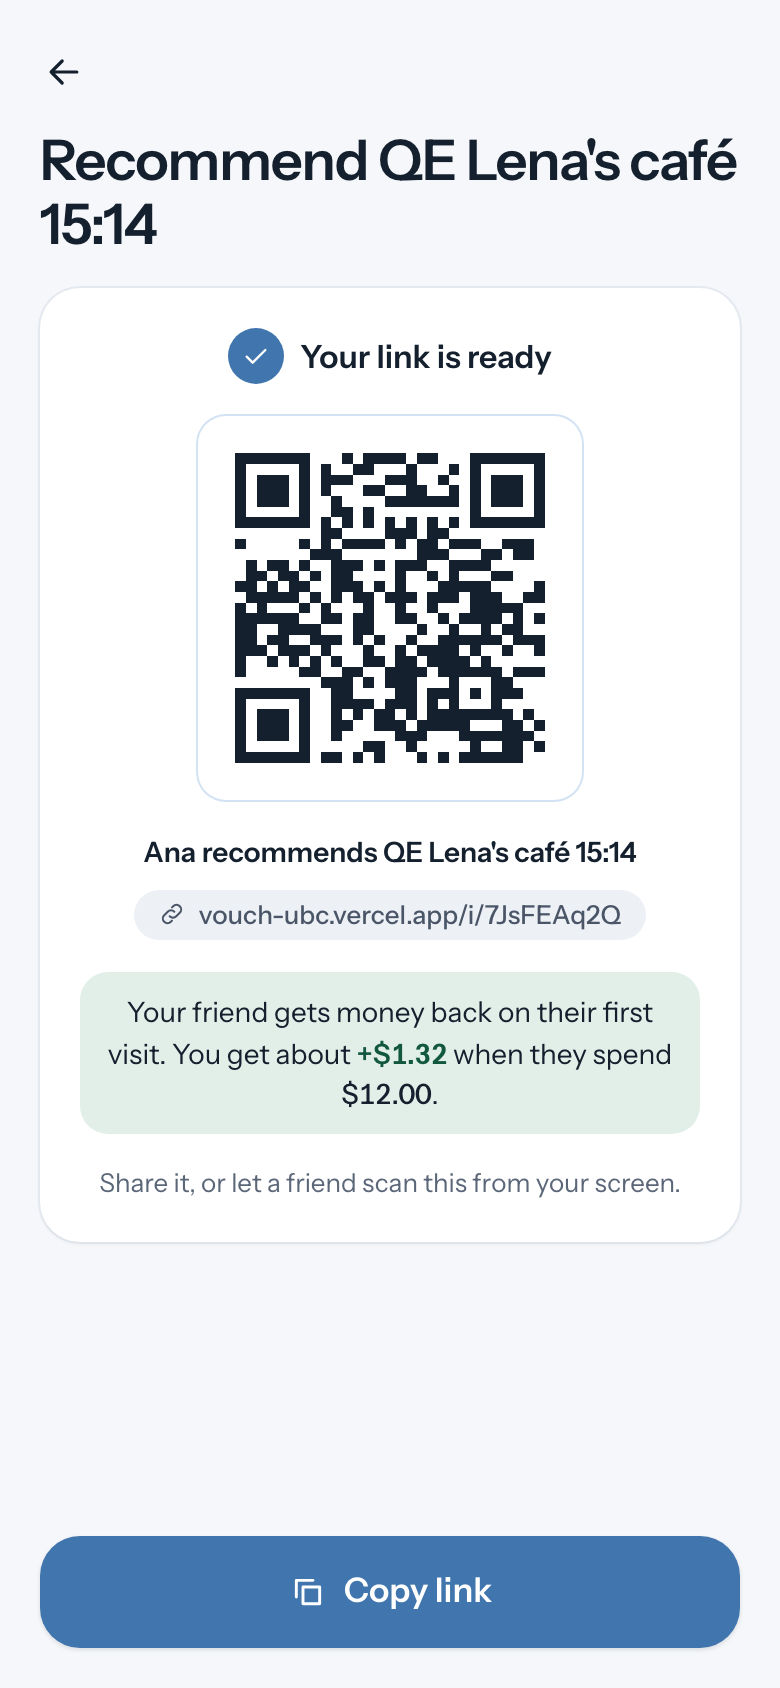 Recommend QE Lena's café
15:14
Your link is ready
Ana recommends QE Lena's café 15:14
vouch-ubc.vercel.app/i/7JsFEAq2Q
Your friend gets money back on their first
visit. You get about +$1.32 when they spend
$12.00.
Share it, or let a friend scan this from your screen.
Copy link